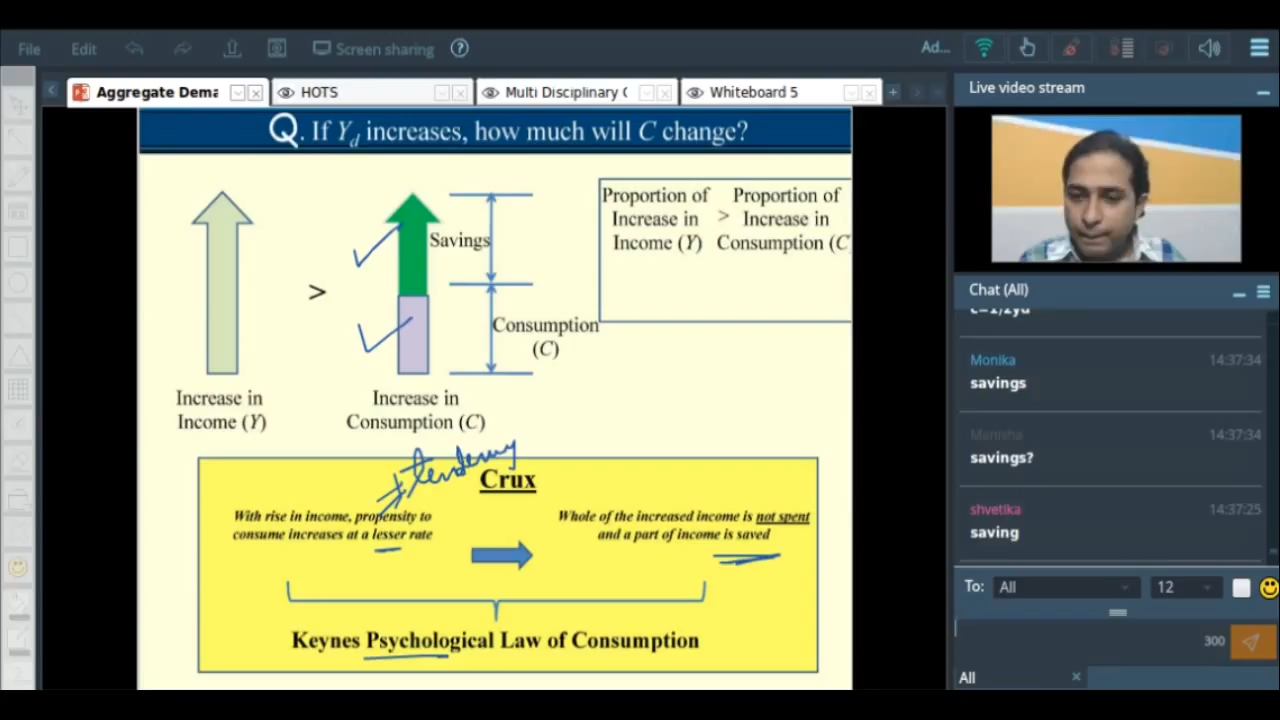 File Edit Screen sharing ? Ad...
Aggregate Dema HOTS Multi Disciplinary ( Whiteboard 5
Live video stream
Q. If Yd increases, how much will C change?
Savings
>
Consumption
(C)
Increase in
Income (Y)
Increase in
Consumption (C)
Proportion of
Increase in
Income (Y)
>
Proportion of
Increase in
Consumption (C
tendency
Crux
With rise in income, propensity to
consume increases at a lesser rate
Whole of the increased income is not spent
and a part of income is saved
Keynes Psychological Law of Consumption
Chat (All)
c=1/2yd
Monika 14:37:34
savings
Manisha 14:37:34
savings?
shvetika 14:37:25
saving
To: All 12
300
All